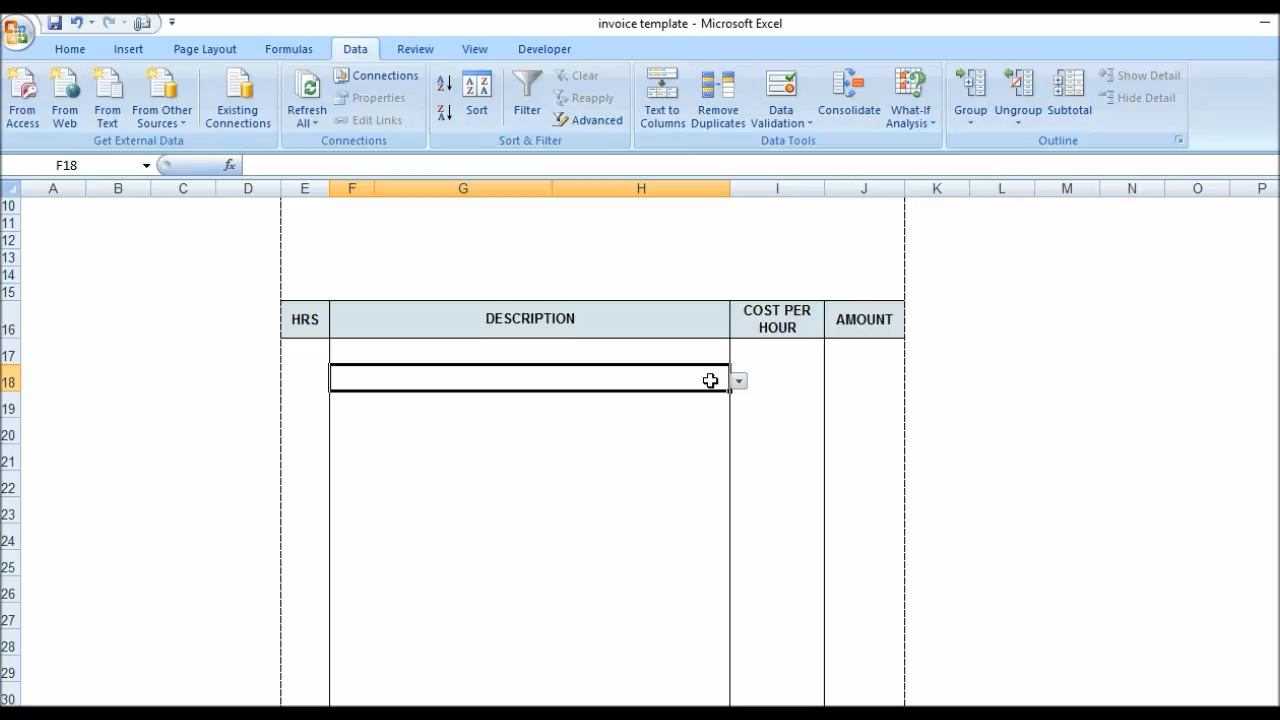 invoice template - Microsoft Excel
Home Insert Page Layout Formulas Data Review View Developer
From Access
From Web
From Text
From Other Sources
Existing Connections
Get External Data
Refresh All
Connections
Properties
Edit Links
Connections
Sort
Filter
Clear
Reapply
Advanced
Sort & Filter
Text to Columns
Remove Duplicates
Data Validation
Consolidate
What-If Analysis
Data Tools
Group
Ungroup
Subtotal
Show Detail
Hide Detail
Outline
F18 fx
A B C D E F G H I J K L M N O P
10
11
12
13
14
15
16 HRS DESCRIPTION COST PER HOUR AMOUNT
17
18
19
20
21
22
23
24
25
26
27
28
29
30